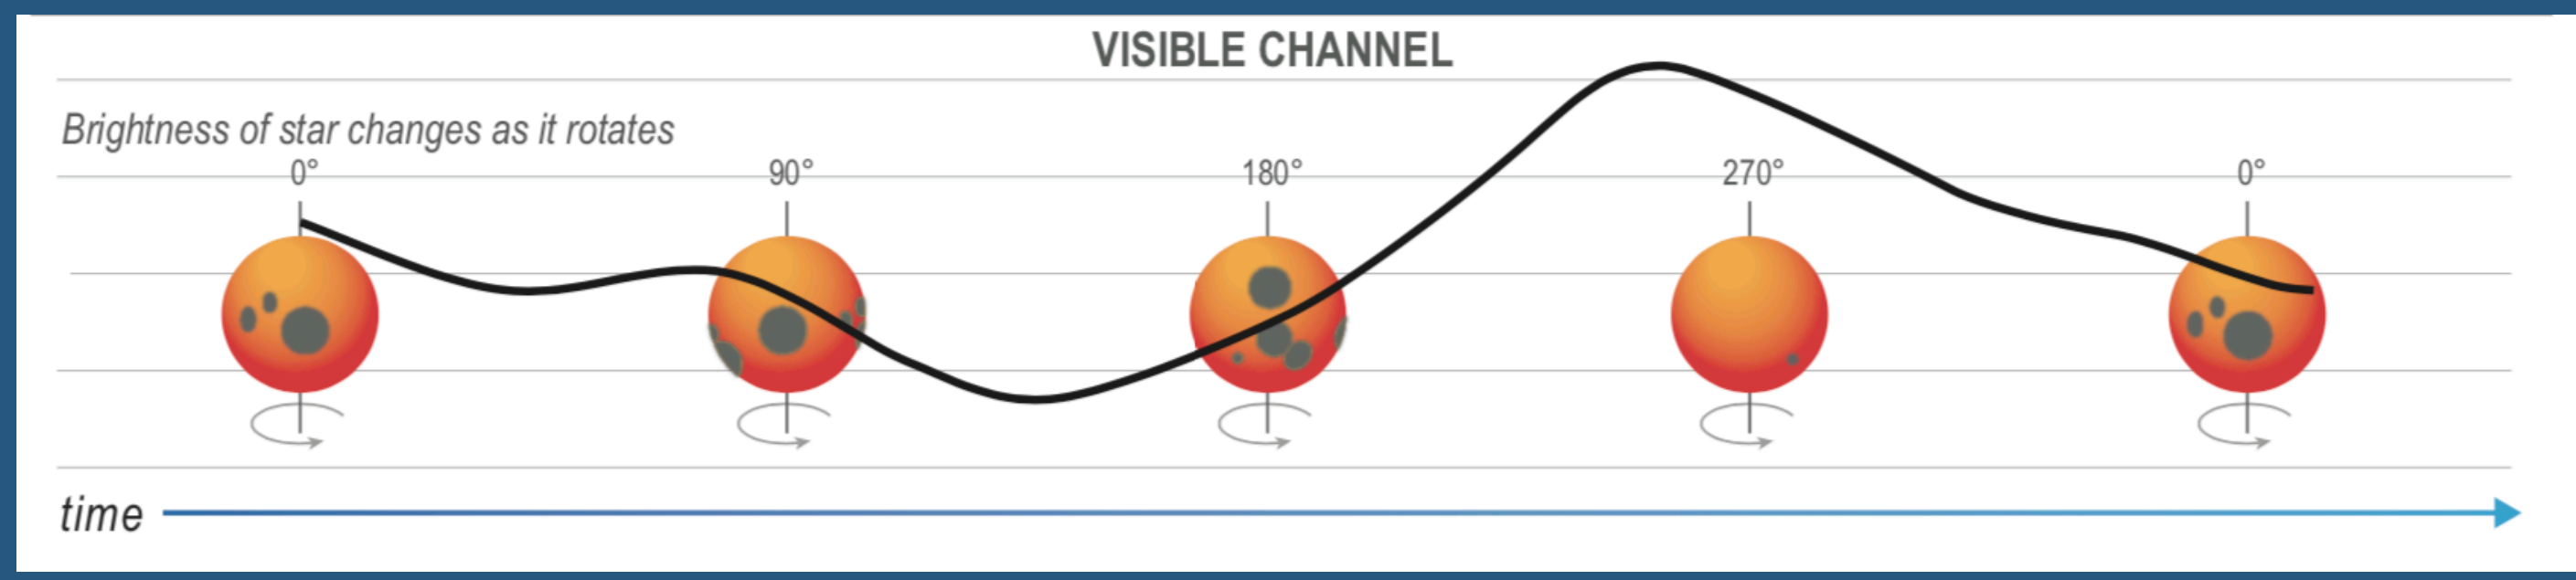 VISIBLE CHANNEL
Brightness of star changes as it rotates
0° 90° 180° 270° 0°
time